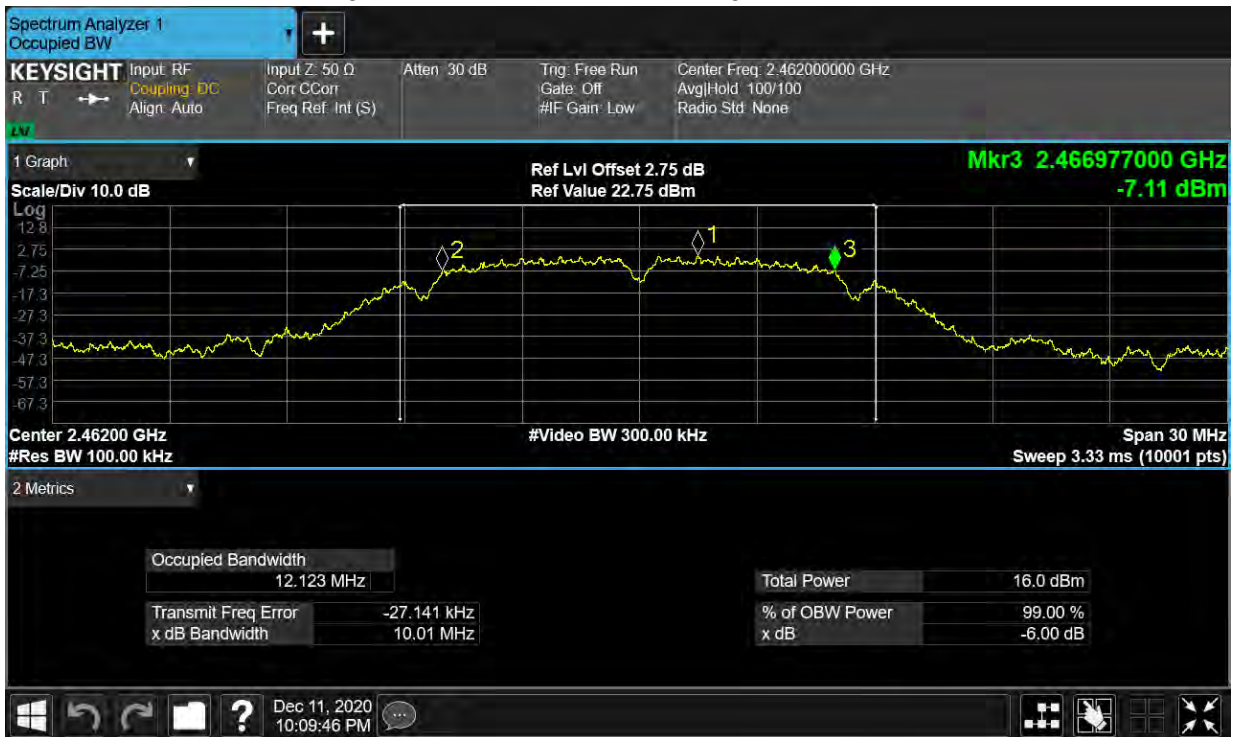 Spectrum Analyzer 1
Occupied BW
+
KEYSIGHT Input: RF Input Z: 50 Ω Atten: 30 dB Trig: Free Run Center Freq: 2.462000000 GHz
R T Coupling: DC Corr CCorr Gate: Off Avg|Hold: 100/100
Align: Auto Freq Ref: Int (S) #IF Gain: Low Radio Std: None
LXI
1 Graph Ref Lvl Offset 2.75 dB Mkr3 2.466977000 GHz
Scale/Div 10.0 dB Ref Value 22.75 dBm -7.11 dBm
Log
12.8
2.75
-7.25
-17.3
-27.3
-37.3
-47.3
-57.3
-67.3
2
1
3
Center 2.46200 GHz #Video BW 300.00 kHz Span 30 MHz
#Res BW 100.00 kHz Sweep 3.33 ms (10001 pts)
2 Metrics
Occupied Bandwidth
12.123 MHz Total Power 16.0 dBm
Transmit Freq Error -27.141 kHz % of OBW Power 99.00 %
x dB Bandwidth 10.01 MHz x dB -6.00 dB
? Dec 11, 2020
10:09:46 PM